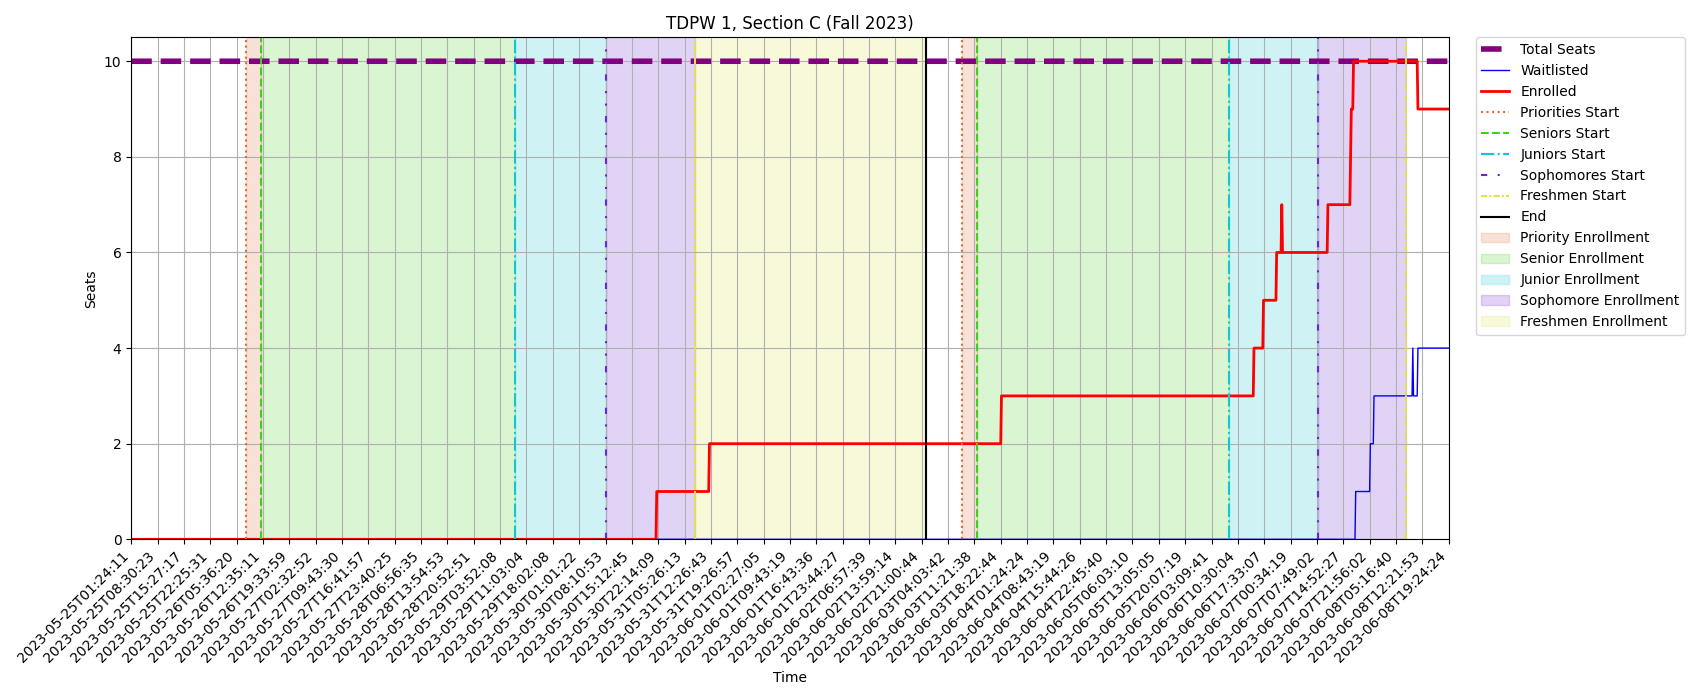 TDPW 1, Section C (Fall 2023)
Seats
10
8
6
4
2
0
2023-05-25T01:24:11
2023-05-25T08:30:23
2023-05-25T15:27:17
2023-05-25T22:25:31
2023-05-26T05:36:20
2023-05-26T12:35:11
2023-05-26T19:33:59
2023-05-27T02:32:52
2023-05-27T09:43:30
2023-05-27T16:41:57
2023-05-27T23:40:25
2023-05-28T06:56:35
2023-05-28T13:54:53
2023-05-28T20:52:51
2023-05-29T03:52:08
2023-05-29T11:03:04
2023-05-29T18:02:08
2023-05-30T01:01:22
2023-05-30T08:10:53
2023-05-30T15:12:45
2023-05-30T22:14:09
2023-05-31T05:26:13
2023-05-31T12:26:43
2023-05-31T19:26:57
2023-06-01T02:27:05
2023-06-01T09:43:19
2023-06-01T16:43:36
2023-06-01T23:44:27
2023-06-02T06:57:39
2023-06-02T13:59:14
2023-06-02T21:00:44
2023-06-03T04:03:42
2023-06-03T11:21:38
2023-06-03T18:22:44
2023-06-04T01:24:24
2023-06-04T08:43:19
2023-06-04T15:44:26
2023-06-04T22:45:40
2023-06-05T06:03:10
2023-06-05T13:05:05
2023-06-05T20:07:19
2023-06-06T03:09:41
2023-06-06T10:30:04
2023-06-06T17:33:07
2023-06-07T00:34:19
2023-06-07T07:49:02
2023-06-07T14:52:27
2023-06-07T21:56:02
2023-06-08T05:16:40
2023-06-08T12:21:53
2023-06-08T19:24:24
Time
Total Seats
Waitlisted
Enrolled
Priorities Start
Seniors Start
Juniors Start
Sophomores Start
Freshmen Start
End
Priority Enrollment
Senior Enrollment
Junior Enrollment
Sophomore Enrollment
Freshmen Enrollment